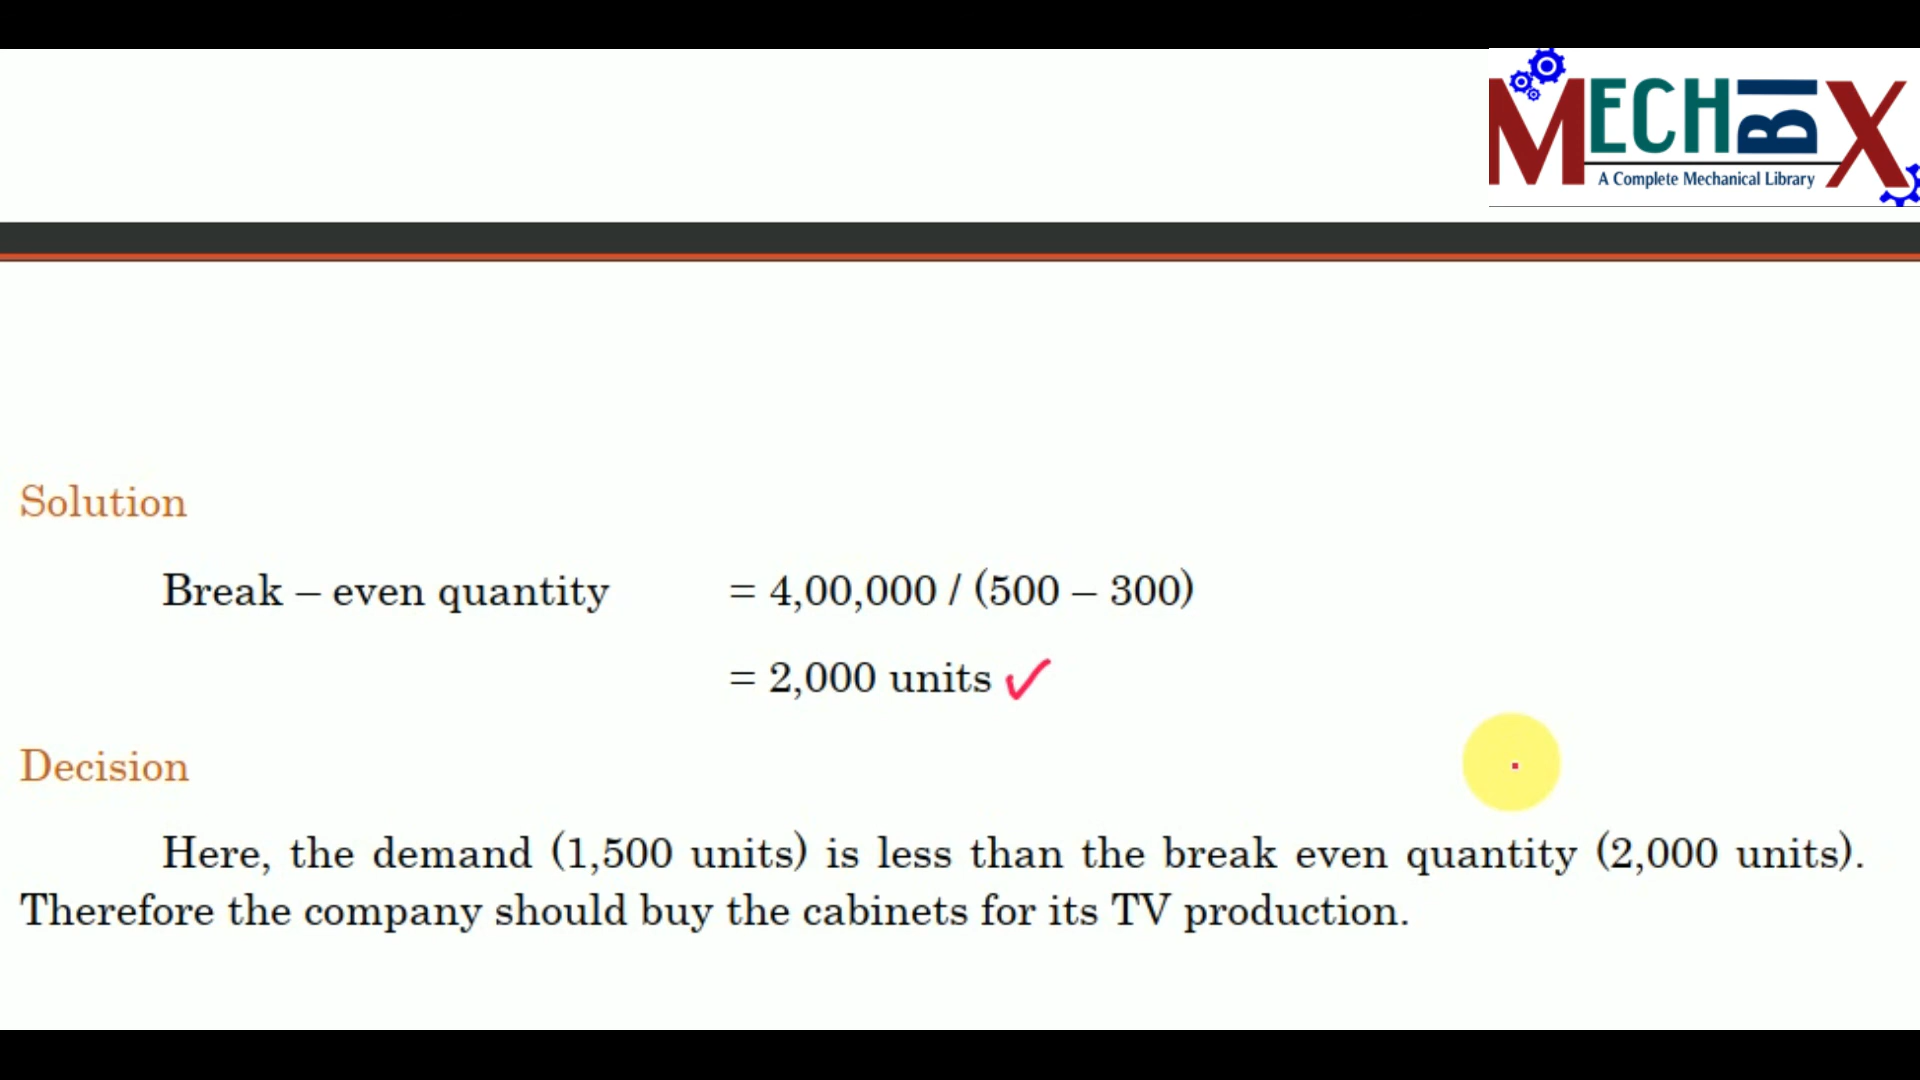 MECHBIX
A Complete Mechanical Library
Solution
Break – even quantity = 4,00,000 / (500 – 300)
= 2,000 units
Decision
Here, the demand (1,500 units) is less than the break even quantity (2,000 units).
Therefore the company should buy the cabinets for its TV production.